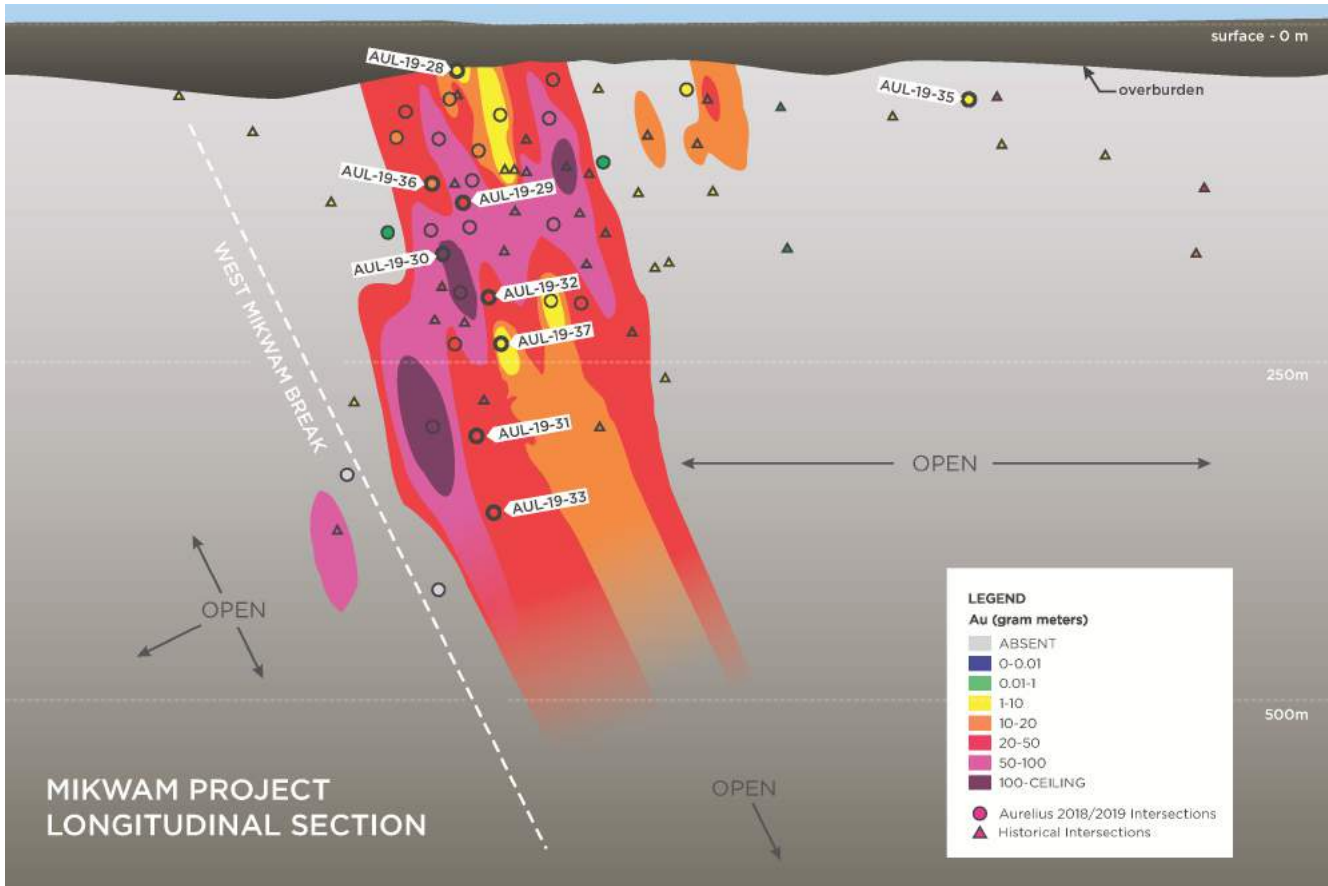 surface - 0 m
overburden
AUL-19-28
AUL-19-35
AUL-19-36
AUL-19-29
AUL-19-30
AUL-19-32
AUL-19-37
WEST MIKWAM BREAK
250m
AUL-19-31
OPEN
AUL-19-33
OPEN
500m
OPEN
MIKWAM PROJECT
LONGITUDINAL SECTION
LEGEND
Au (gram meters)
ABSENT
0-0.01
0.01-1
1-10
10-20
20-50
50-100
100-CEILING
Aurelius 2018/2019 Intersections
Historical Intersections